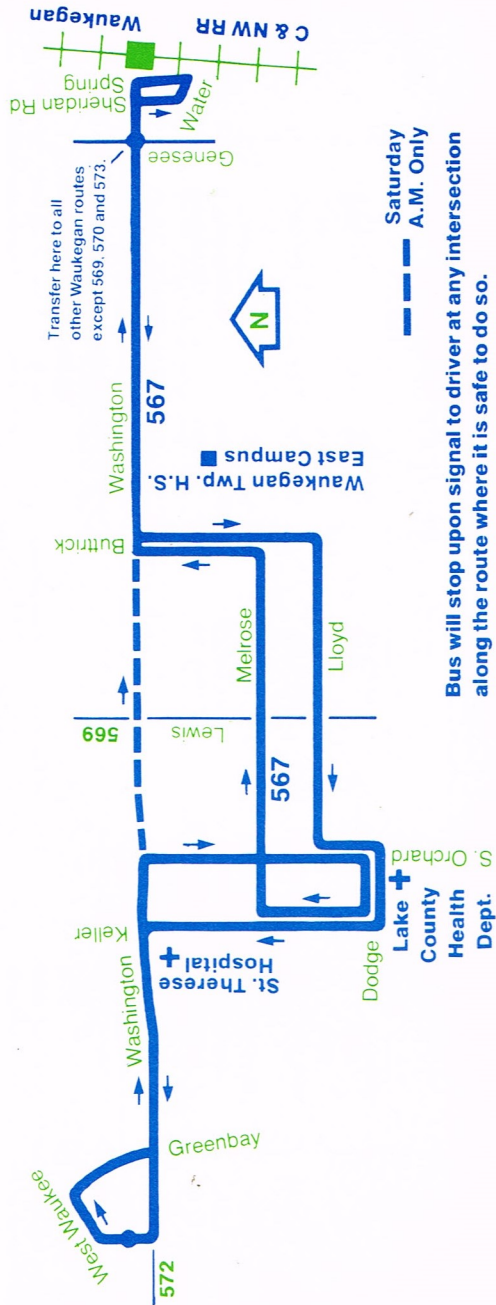 C & NW RR
Waukegan
Spring
Sheridan Rd
Water
Genesee
Transfer here to all
other Waukegan routes
except 569, 570 and 573.
Washington
567
N
Saturday
A.M. Only
Waukegan Twp. H.S.
East Campus
Buttrick
Melrose
Lloyd
569
Lewis
567
Bus will stop upon signal to driver at any intersection
along the route where it is safe to do so.
S. Orchard
Keller
St. Therese
Hospital
Dodge
Lake
County
Health
Dept.
Washington
Greenbay
West Waukee
572